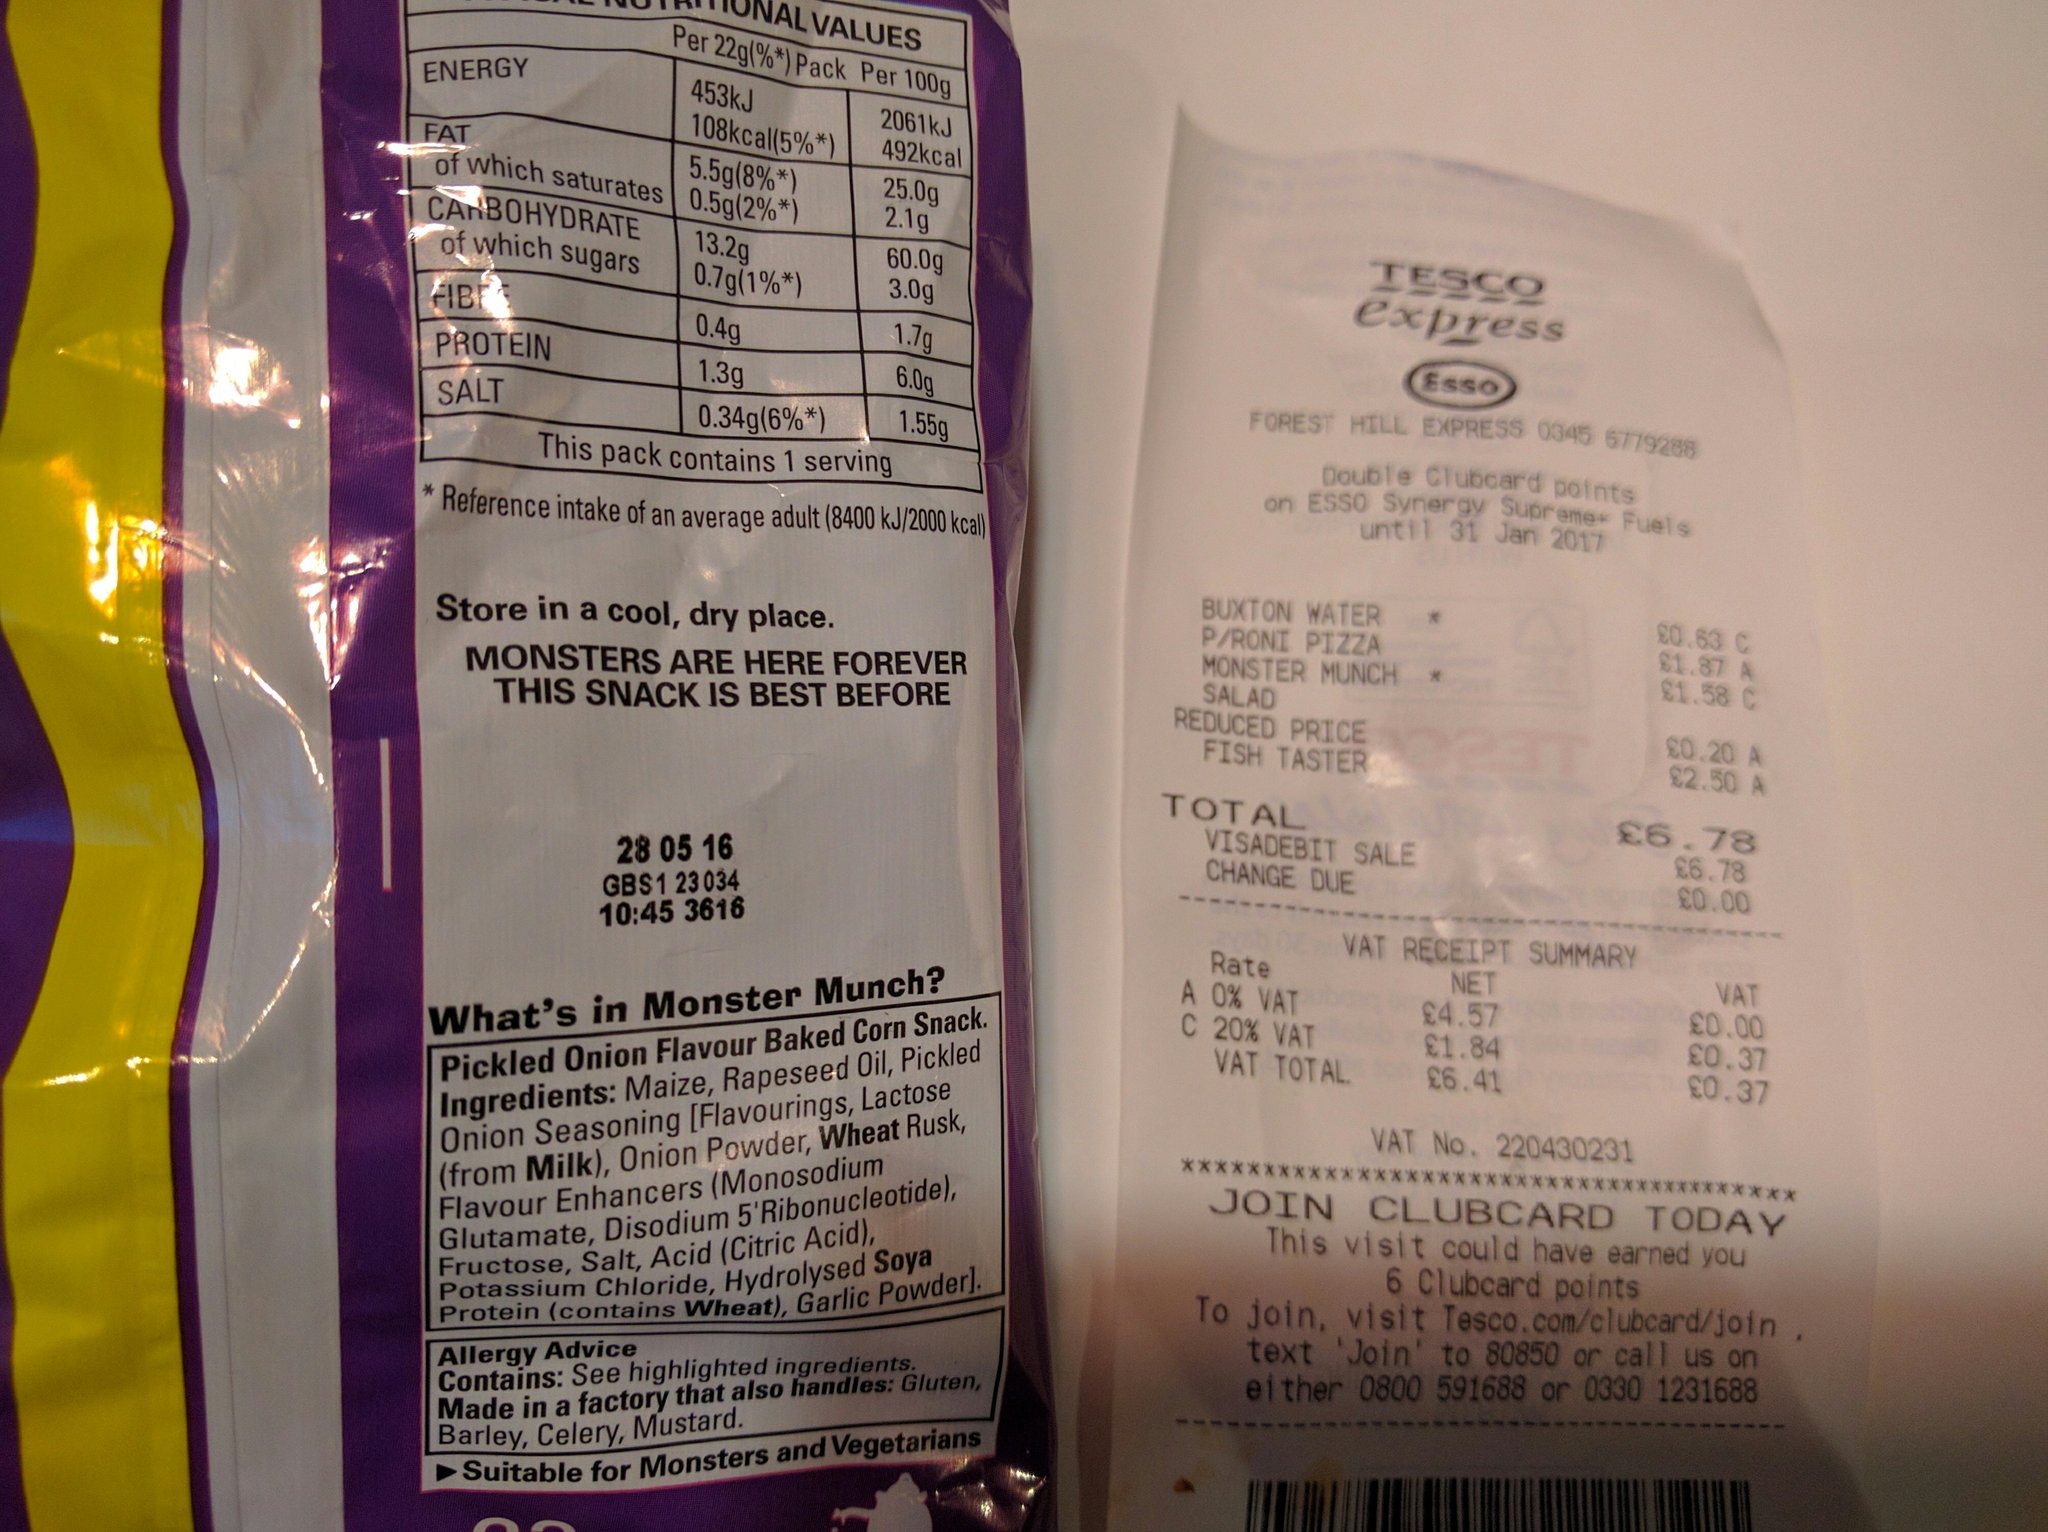 NUTRITIONAL VALUES
Per 22g(%*) Pack Per 100g
ENERGY 453kJ 2061kJ
108kcal(5%*) 492kcal
FAT 5.5g(8%*) 25.0g
of which saturates 0.5g(2%*) 2.1g
CARBOHYDRATE 13.2g 60.0g
of which sugars 0.7g(1%*) 3.0g
FIBRE 0.4g 1.7g
PROTEIN 1.3g 6.0g
SALT 0.34g(6%*) 1.55g
This pack contains 1 serving
* Reference intake of an average adult (8400 kJ/2000 kcal)
Store in a cool, dry place.
MONSTERS ARE HERE FOREVER
THIS SNACK IS BEST BEFORE
28 05 16
GBS1 23034
10:45 3616
What's in Monster Munch?
Pickled Onion Flavour Baked Corn Snack.
Ingredients: Maize, Rapeseed Oil, Pickled
Onion Seasoning [Flavourings, Lactose
(from Milk), Onion Powder, Wheat Rusk,
Flavour Enhancers (Monosodium
Glutamate, Disodium 5'Ribonucleotide),
Fructose, Salt, Acid (Citric Acid),
Potassium Chloride, Hydrolysed Soya
Protein (contains Wheat), Garlic Powder].
Allergy Advice
Contains: See highlighted ingredients.
Made in a factory that also handles: Gluten,
Barley, Celery, Mustard.
►Suitable for Monsters and Vegetarians
TESCO
express
Esso
FOREST HILL EXPRESS 0345 6779288
Double Clubcard points
on ESSO Synergy Supreme+ Fuels
until 31 Jan 2017
BUXTON WATER * £0.63 C
P/RONI PIZZA £1.87 A
MONSTER MUNCH * £1.58 C
SALAD
REDUCED PRICE £0.20 A
FISH TASTER £2.50 A
TOTAL £6.78
VISADEBIT SALE £6.78
CHANGE DUE £0.00
VAT RECEIPT SUMMARY
Rate NET VAT
A 0% VAT £4.57 £0.00
C 20% VAT £1.84 £0.37
VAT TOTAL £6.41 £0.37
VAT No. 220430231
****************************************
JOIN CLUBCARD TODAY
This visit could have earned you
6 Clubcard points
To join, visit Tesco.com/clubcard/join ,
text 'Join' to 80850 or call us on
either 0800 591688 or 0330 1231688